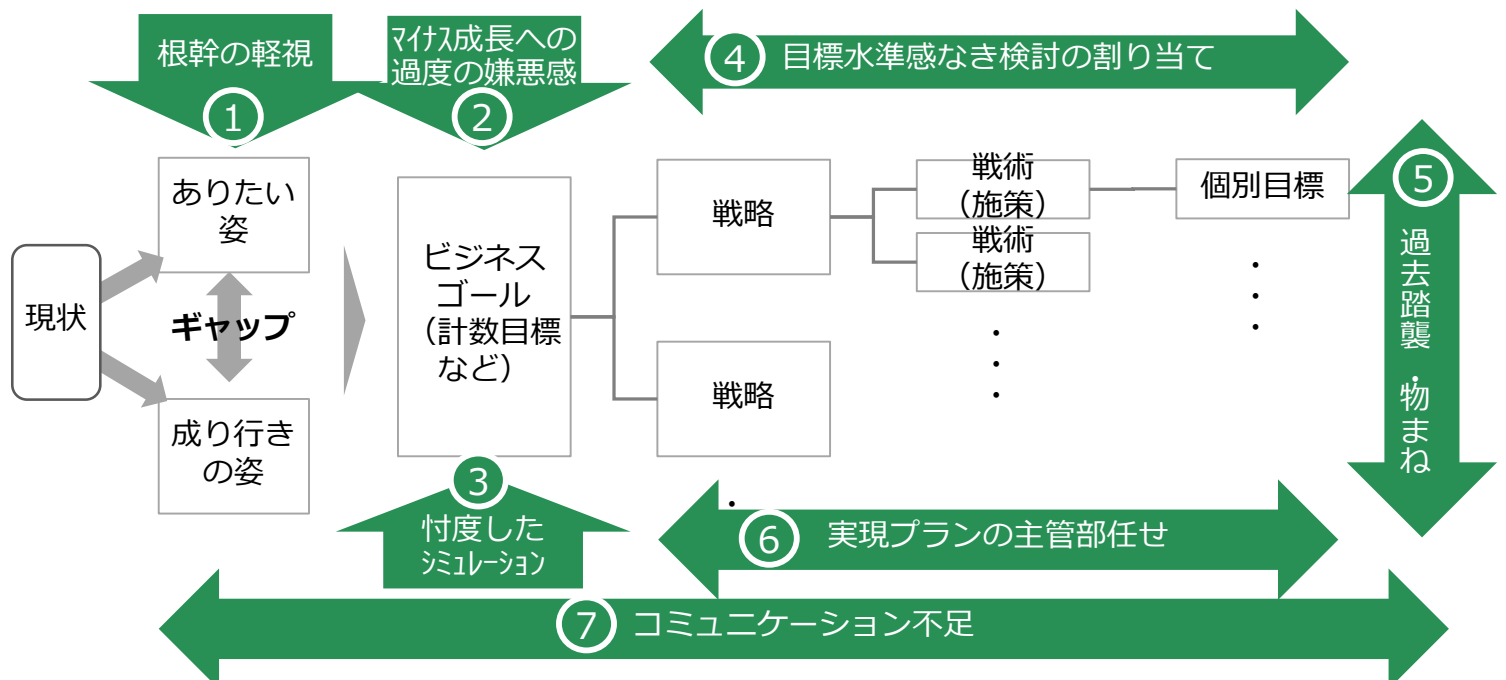 根幹の軽視
①
ﾏｲﾅｽ成長への
過度の嫌悪感
②
④ 目標水準感なき検討の割り当て
現状
ありたい
姿
ギャップ
成り行き
の姿
ビジネス
ゴール
（計数目標
など）
戦略
戦略
戦術
（施策）
戦術
（施策）
個別目標
・
・
・
・
・
・
・
⑤
過去踏襲・物まね
③
忖度した
ｼﾐｭﾚｰｼｮﾝ
⑥ 実現プランの主管部任せ
⑦ コミュニケーション不足